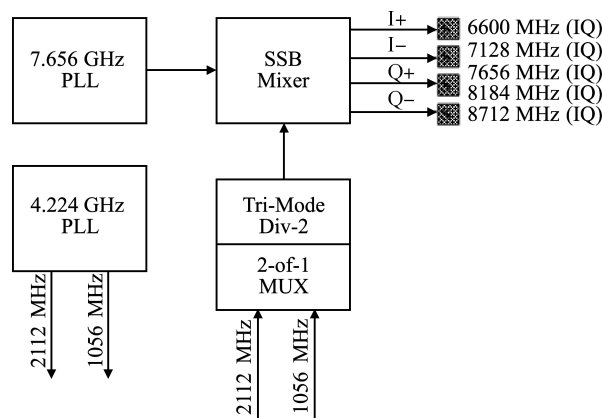 7.656 GHz
PLL
SSB
Mixer
I+
I−
Q+
Q−
6600 MHz (IQ)
7128 MHz (IQ)
7656 MHz (IQ)
8184 MHz (IQ)
8712 MHz (IQ)
4.224 GHz
PLL
2112 MHz
1056 MHz
Tri-Mode
Div-2
2-of-1
MUX
2112 MHz
1056 MHz